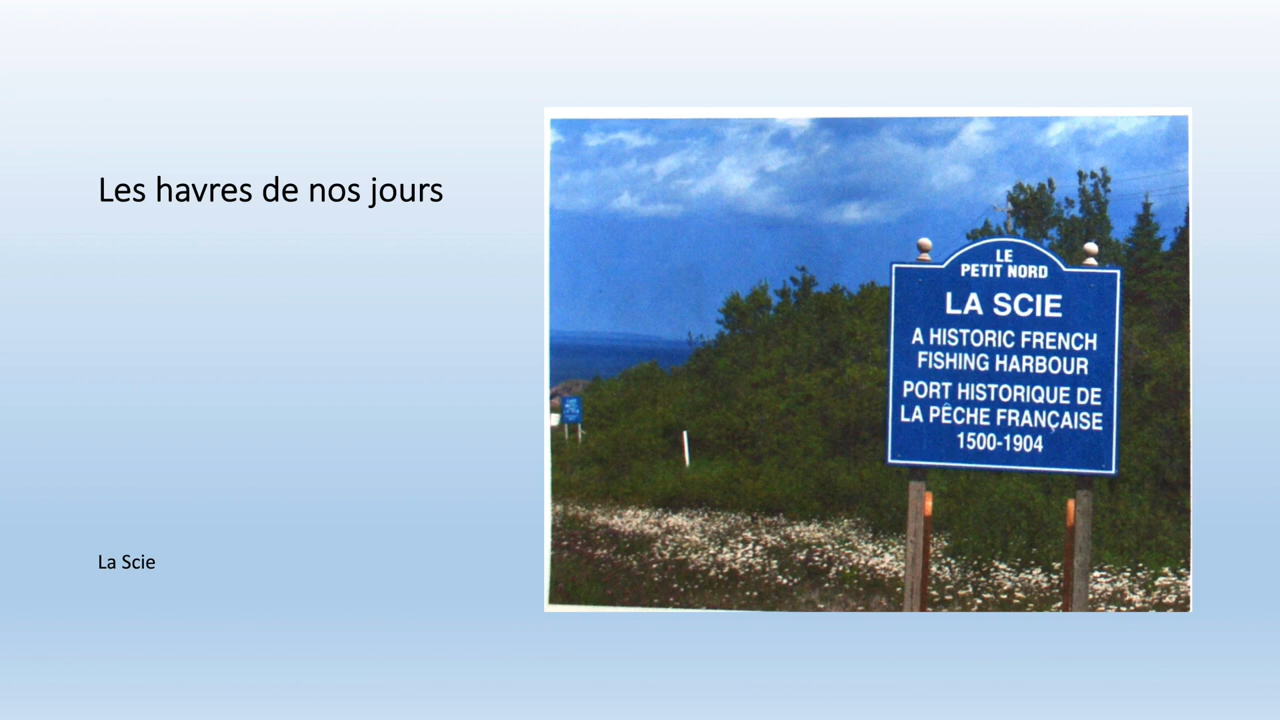 Les havres de nos jours
La Scie
LE
PETIT NORD
LA SCIE
A HISTORIC FRENCH
FISHING HARBOUR
PORT HISTORIQUE DE
LA PÊCHE FRANÇAISE
1500-1904